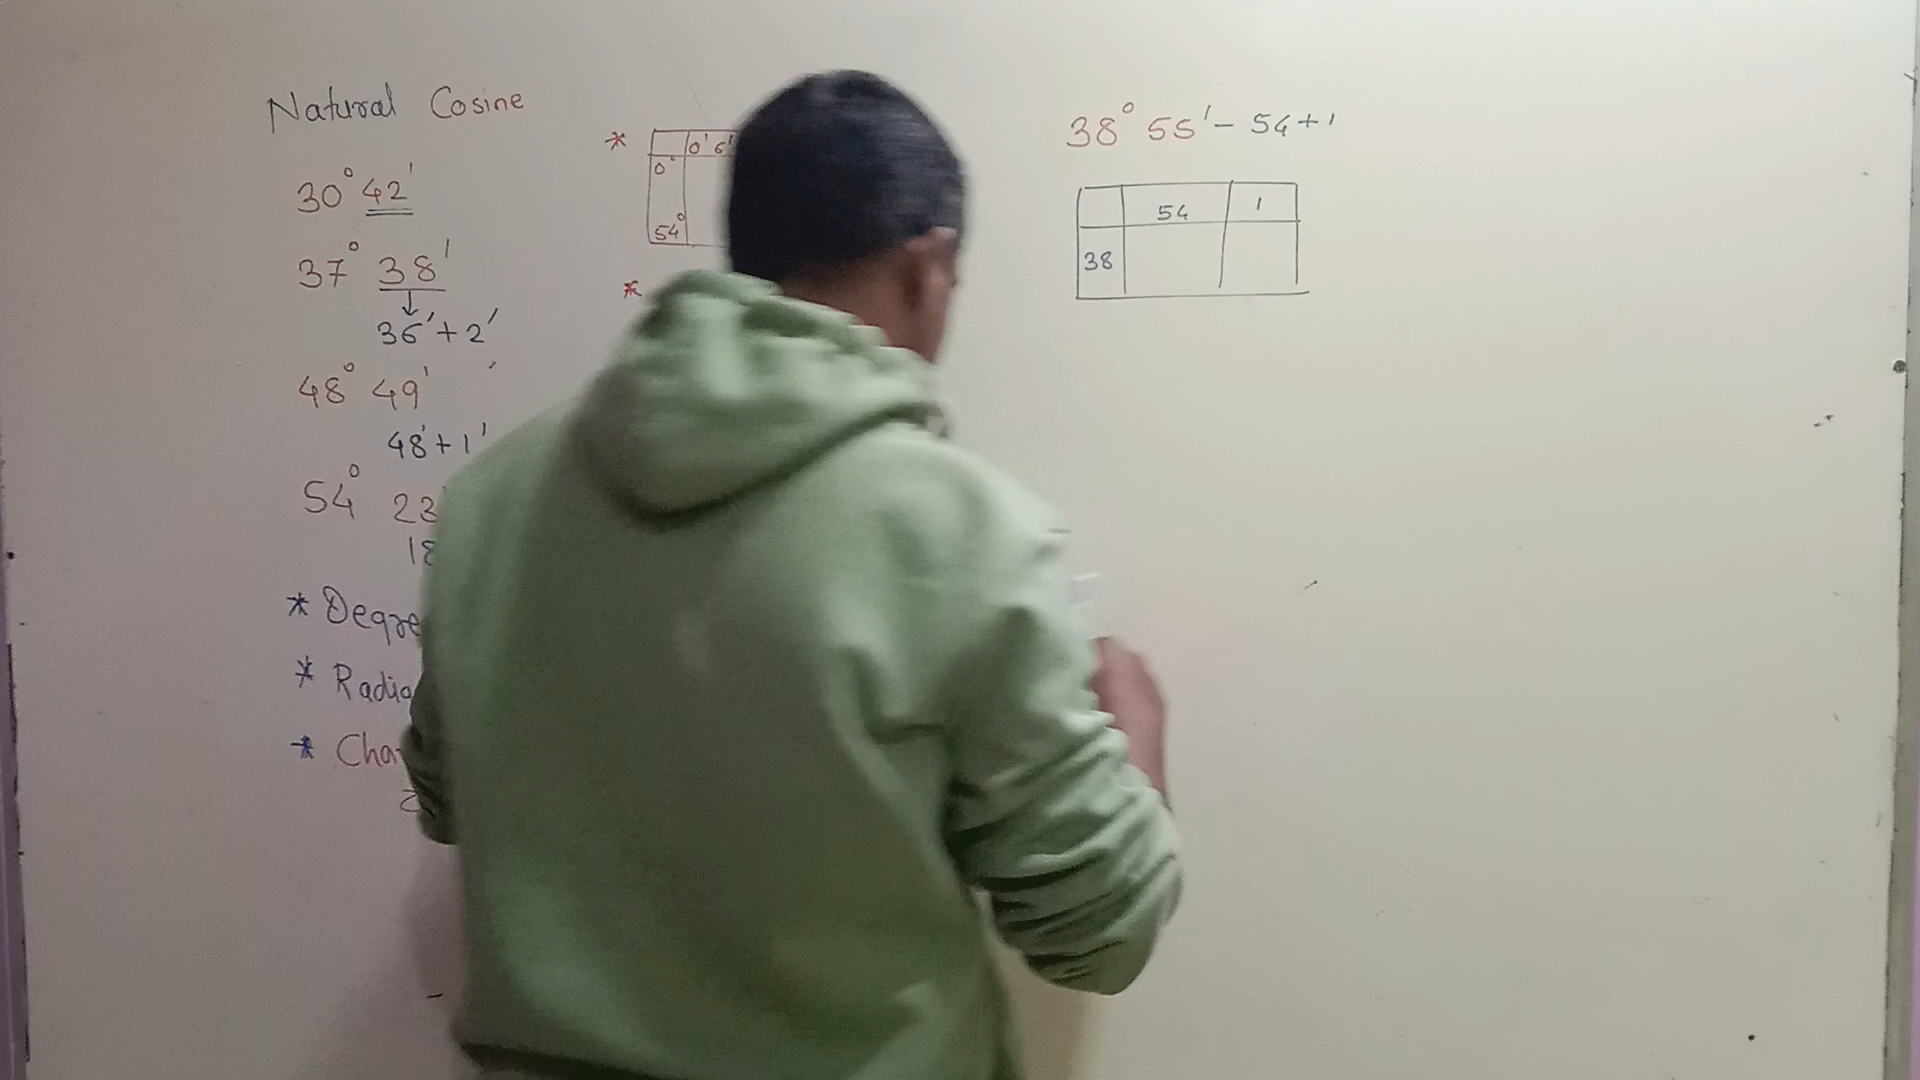 Natural Cosine
30° 42'
37° 38'
36'+2'
48° 49'
48'+1'
54° 23
18
* Degre
* Radia
* Cha
*
0' 6'
0°
54°
*
38° 55' - 54+1
54 1
38